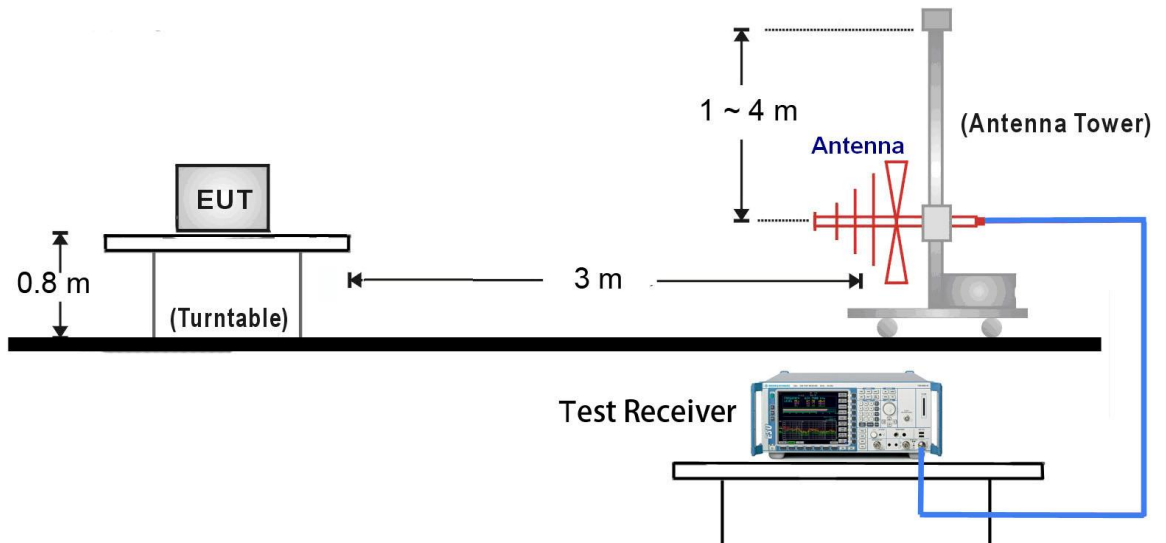 1 ~ 4 m
(Antenna Tower)
Antenna
EUT
0.8 m
3 m
(Turntable)
Test Receiver